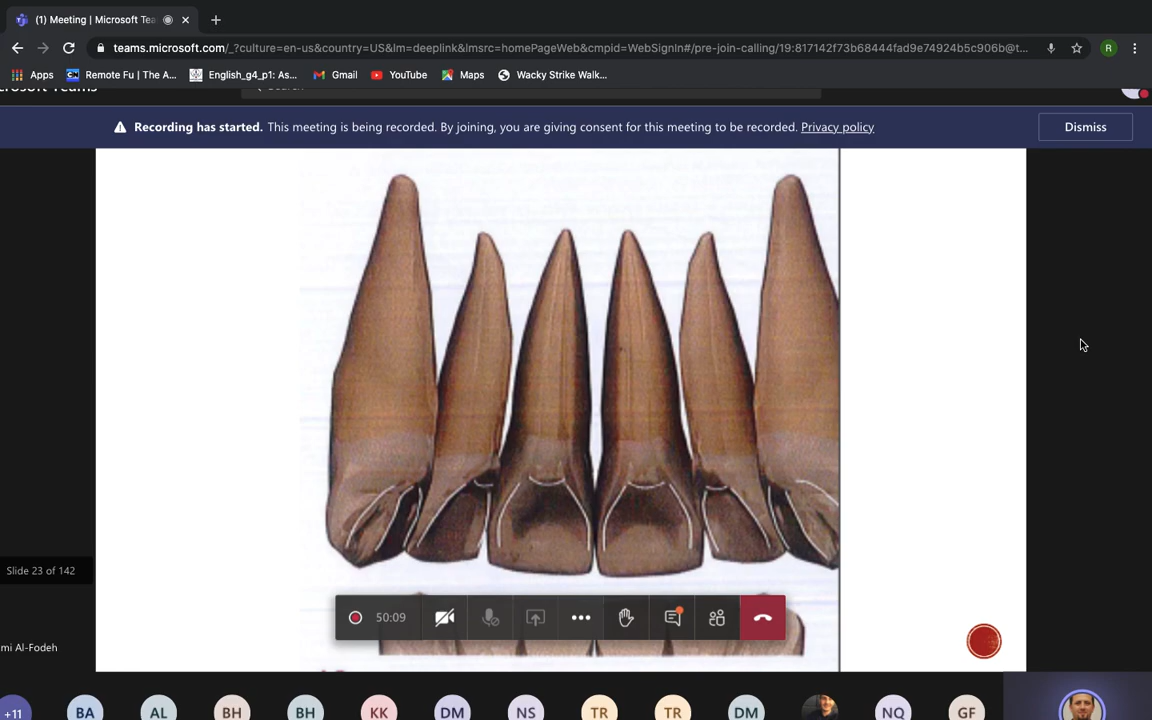 (1) Meeting | Microsoft Tea
teams.microsoft.com/_?culture=en-us&country=US&lm=deeplink&lmsrc=homePageWeb&cmpid=WebSignIn#/pre-join-calling/19:817142f73b68444fad9e74924b5c906b@t...
R
Apps Remote Fu | The A... English_g4_p1: As... Gmail YouTube Maps Wacky Strike Walk...
crosoft Teams Search
Recording has started. This meeting is being recorded. By joining, you are giving consent for this meeting to be recorded. Privacy policy Dismiss
Slide 23 of 142
50:09
mi Al-Fodeh
+11 BA AL BH BH KK DM NS TR TR DM NQ GF